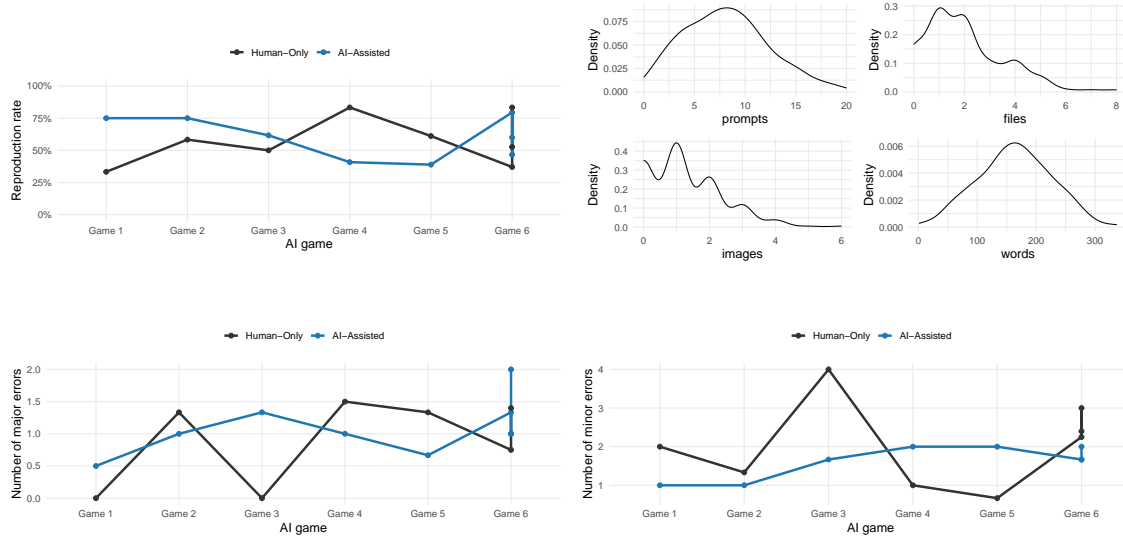 Human−Only AI−Assisted
Reproduction rate
100%
75%
50%
25%
0%
Game 1 Game 2 Game 3 Game 4 Game 5 Game 6
AI game
Density
0.075
0.050
0.025
0.000
0 5 10 15 20
prompts
Density
0.3
0.2
0.1
0.0
0 2 4 6 8
files
Density
0.4
0.3
0.2
0.1
0.0
0 2 4 6
images
Density
0.006
0.004
0.002
0.000
0 100 200 300
words
Human−Only AI−Assisted
Number of major errors
2.0
1.5
1.0
0.5
0.0
Game 1 Game 2 Game 3 Game 4 Game 5 Game 6
AI game
Human−Only AI−Assisted
Number of minor errors
4
3
2
1
Game 1 Game 2 Game 3 Game 4 Game 5 Game 6
AI game